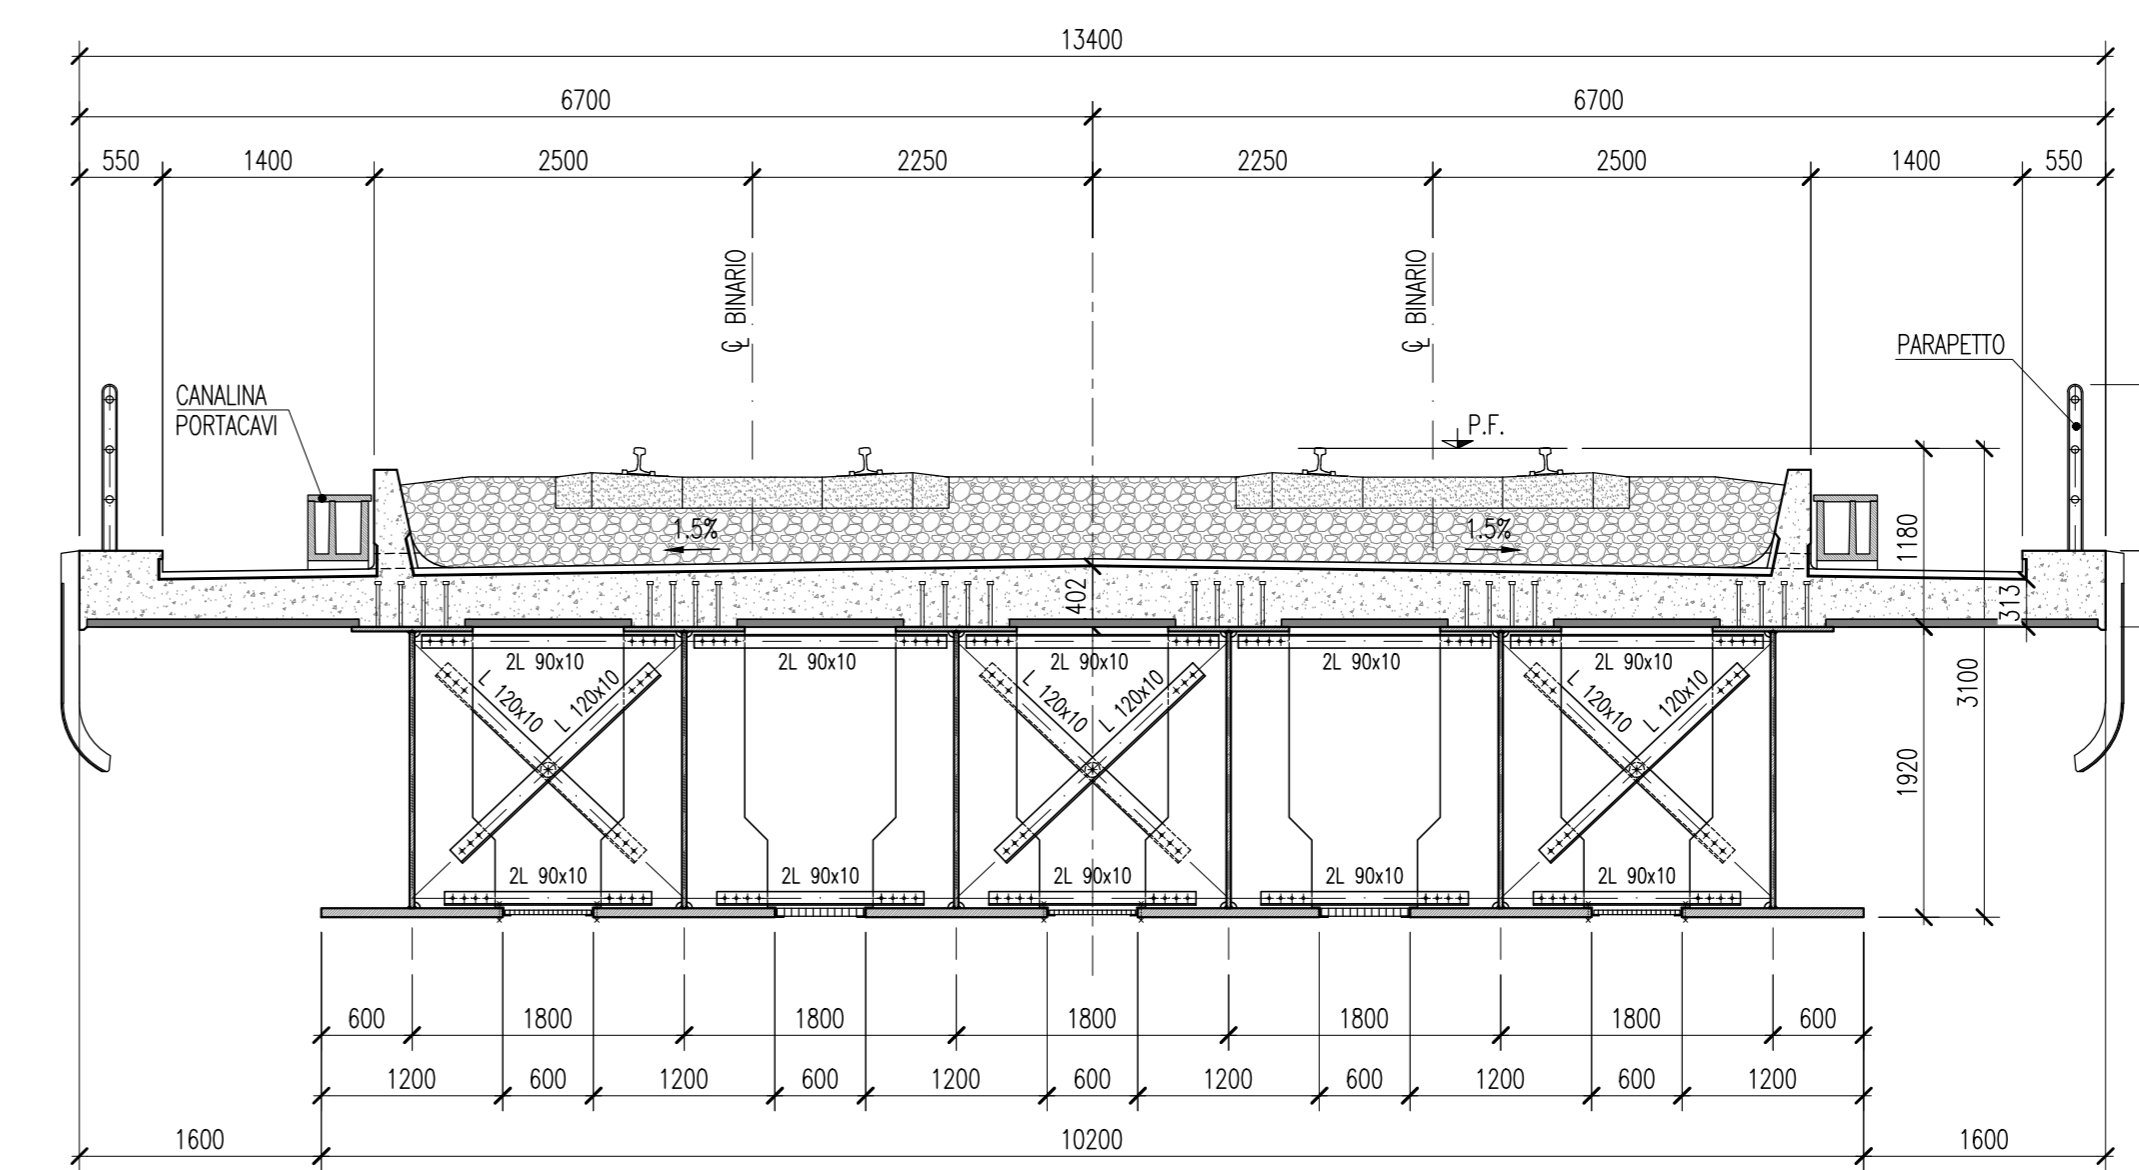 13400
6700 6700
550 1400 2500 2250 2250 2500 1400 550
℄ BINARIO
℄ BINARIO
PARAPETTO
CANALINA
PORTACAVI
P.F.
1.5% 1.5%
1180
402
313
3100
1920
2L 90x10 2L 90x10 2L 90x10 2L 90x10 2L 90x10
L 120x10 L 120x10 L 120x10 L 120x10 L 120x10 L 120x10
2L 90x10 2L 90x10 2L 90x10 2L 90x10 2L 90x10
600 1800 1800 1800 1800 1800 600
1200 600 1200 600 1200 600 1200 600 1200 600 1200
1600 10200 1600